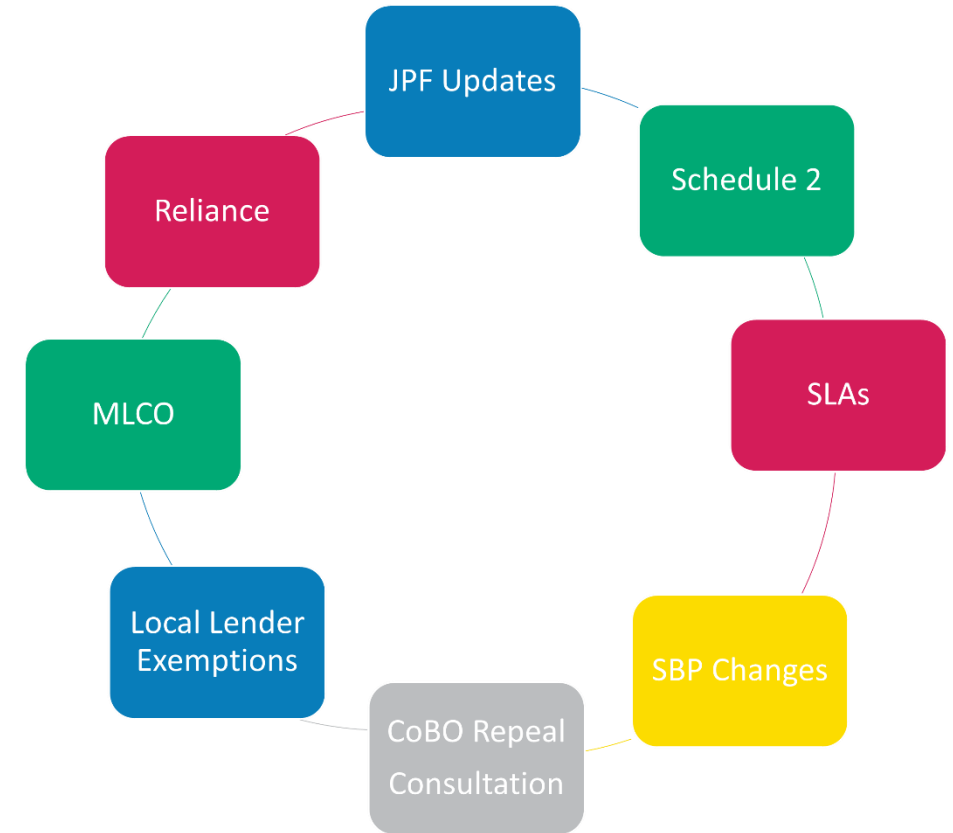 JPF Updates
Schedule 2
SLAs
SBP Changes
CoBO Repeal
Consultation
Local Lender
Exemptions
MLCO
Reliance